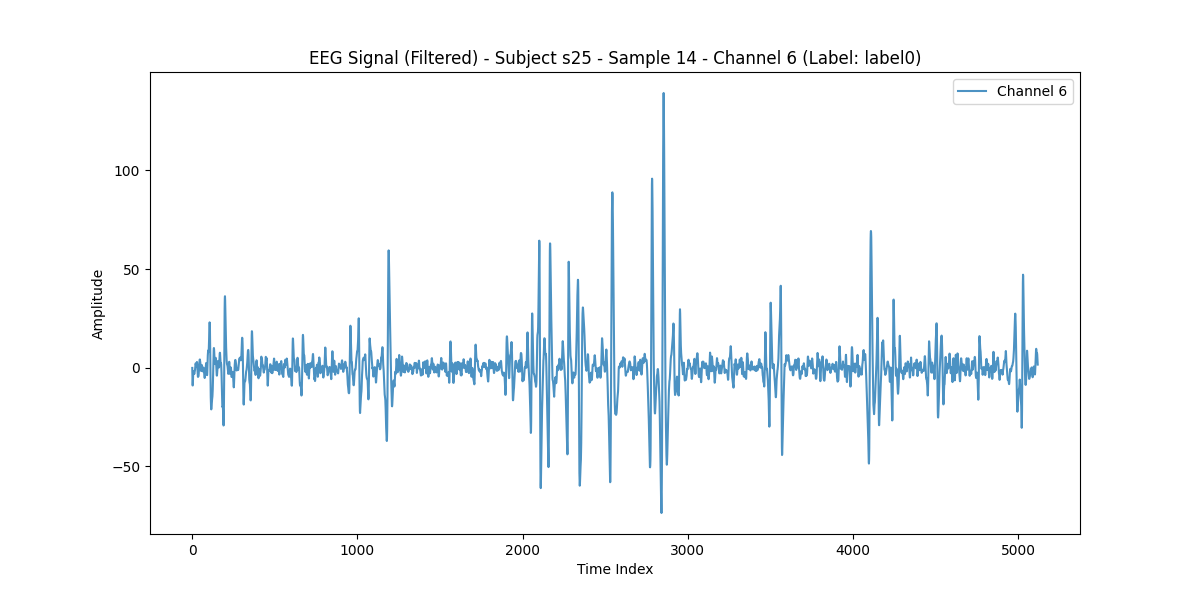 EEG Signal (Filtered) - Subject s25 - Sample 14 - Channel 6 (Label: label0)
Channel 6
100
50
0
−50
Amplitude
0 1000 2000 3000 4000 5000
Time Index